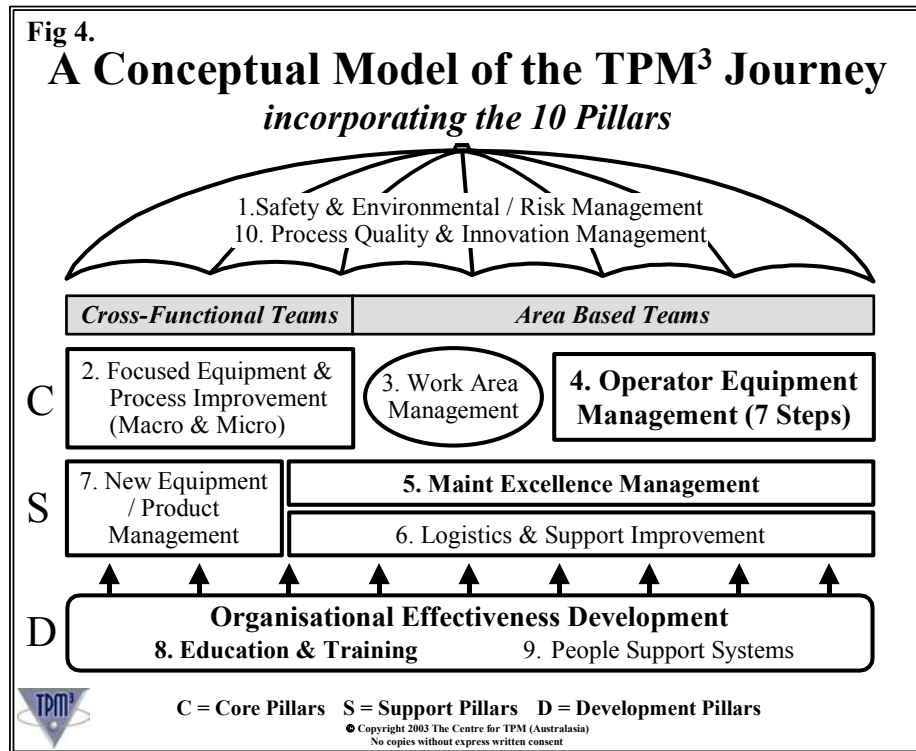 Fig 4.
A Conceptual Model of the TPM³ Journey
incorporating the 10 Pillars
1.Safety & Environmental / Risk Management
10. Process Quality & Innovation Management
Cross-Functional Teams
Area Based Teams
C
2. Focused Equipment &
Process Improvement
(Macro & Micro)
3. Work Area
Management
4. Operator Equipment
Management (7 Steps)
S
7. New Equipment
/ Product
Management
5. Maint Excellence Management
6. Logistics & Support Improvement
D
Organisational Effectiveness Development
8. Education & Training
9. People Support Systems
TPM³
C = Core Pillars S = Support Pillars D = Development Pillars
© Copyright 2003 The Centre for TPM (Australasia)
No copies without express written consent